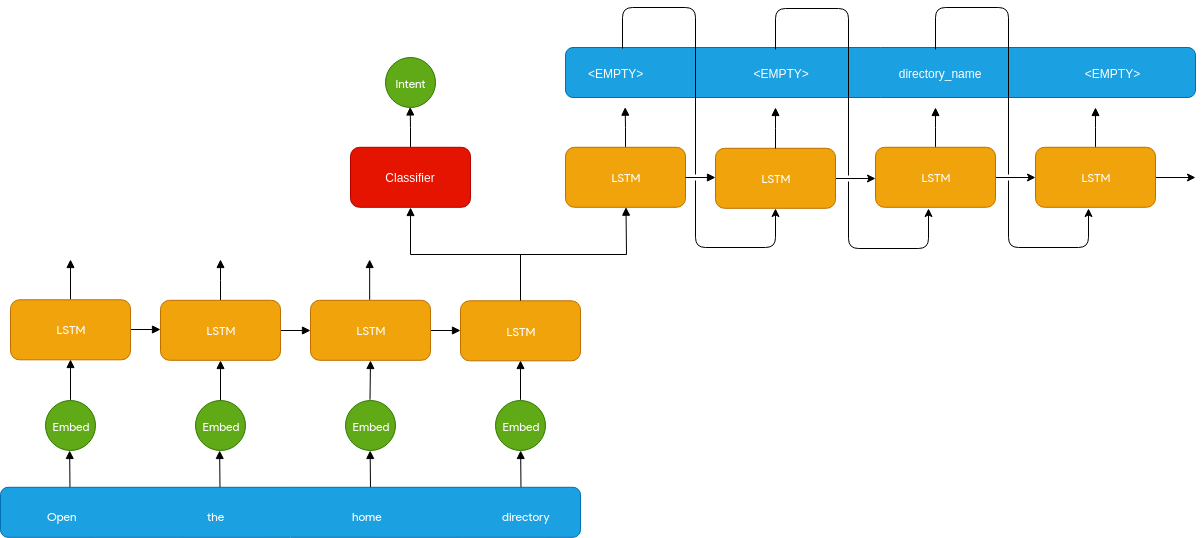 <EMPTY> <EMPTY> directory_name <EMPTY>
Intent
Classifier LSTM LSTM LSTM LSTM
LSTM LSTM LSTM LSTM
Embed Embed Embed Embed
Open the home directory